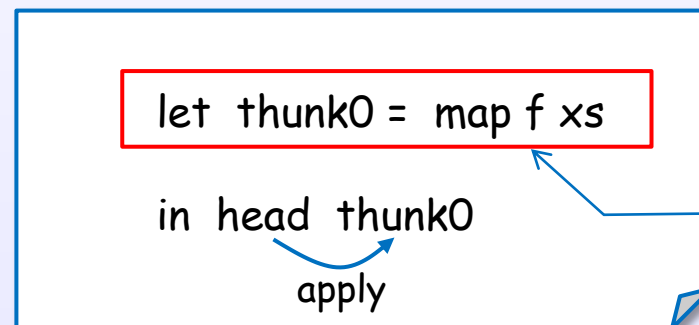 let thunk0 = map f xs
in head thunk0
apply